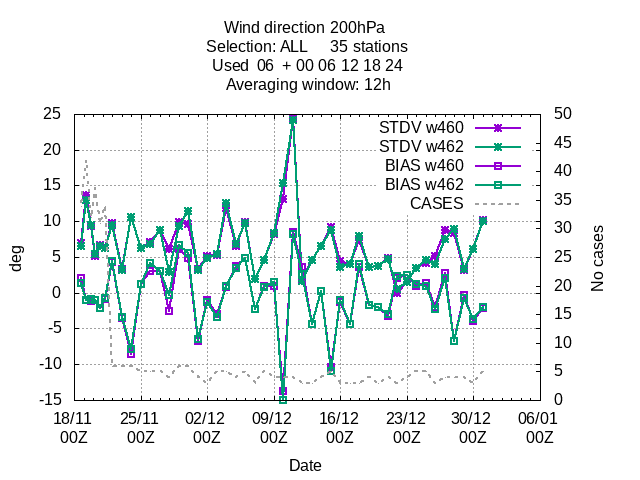 Wind direction 200hPa
Selection: ALL 35 stations
Used 06 + 00 06 12 18 24
Averaging window: 12h
25
20
15
10
5
0
-5
-10
-15
deg
50
45
40
35
30
25
20
15
10
5
0
No cases
STDV w460
STDV w462
BIAS w460
BIAS w462
CASES
18/11 25/11 02/12 09/12 16/12 23/12 30/12 06/01
00Z 00Z 00Z 00Z 00Z 00Z 00Z 00Z
Date